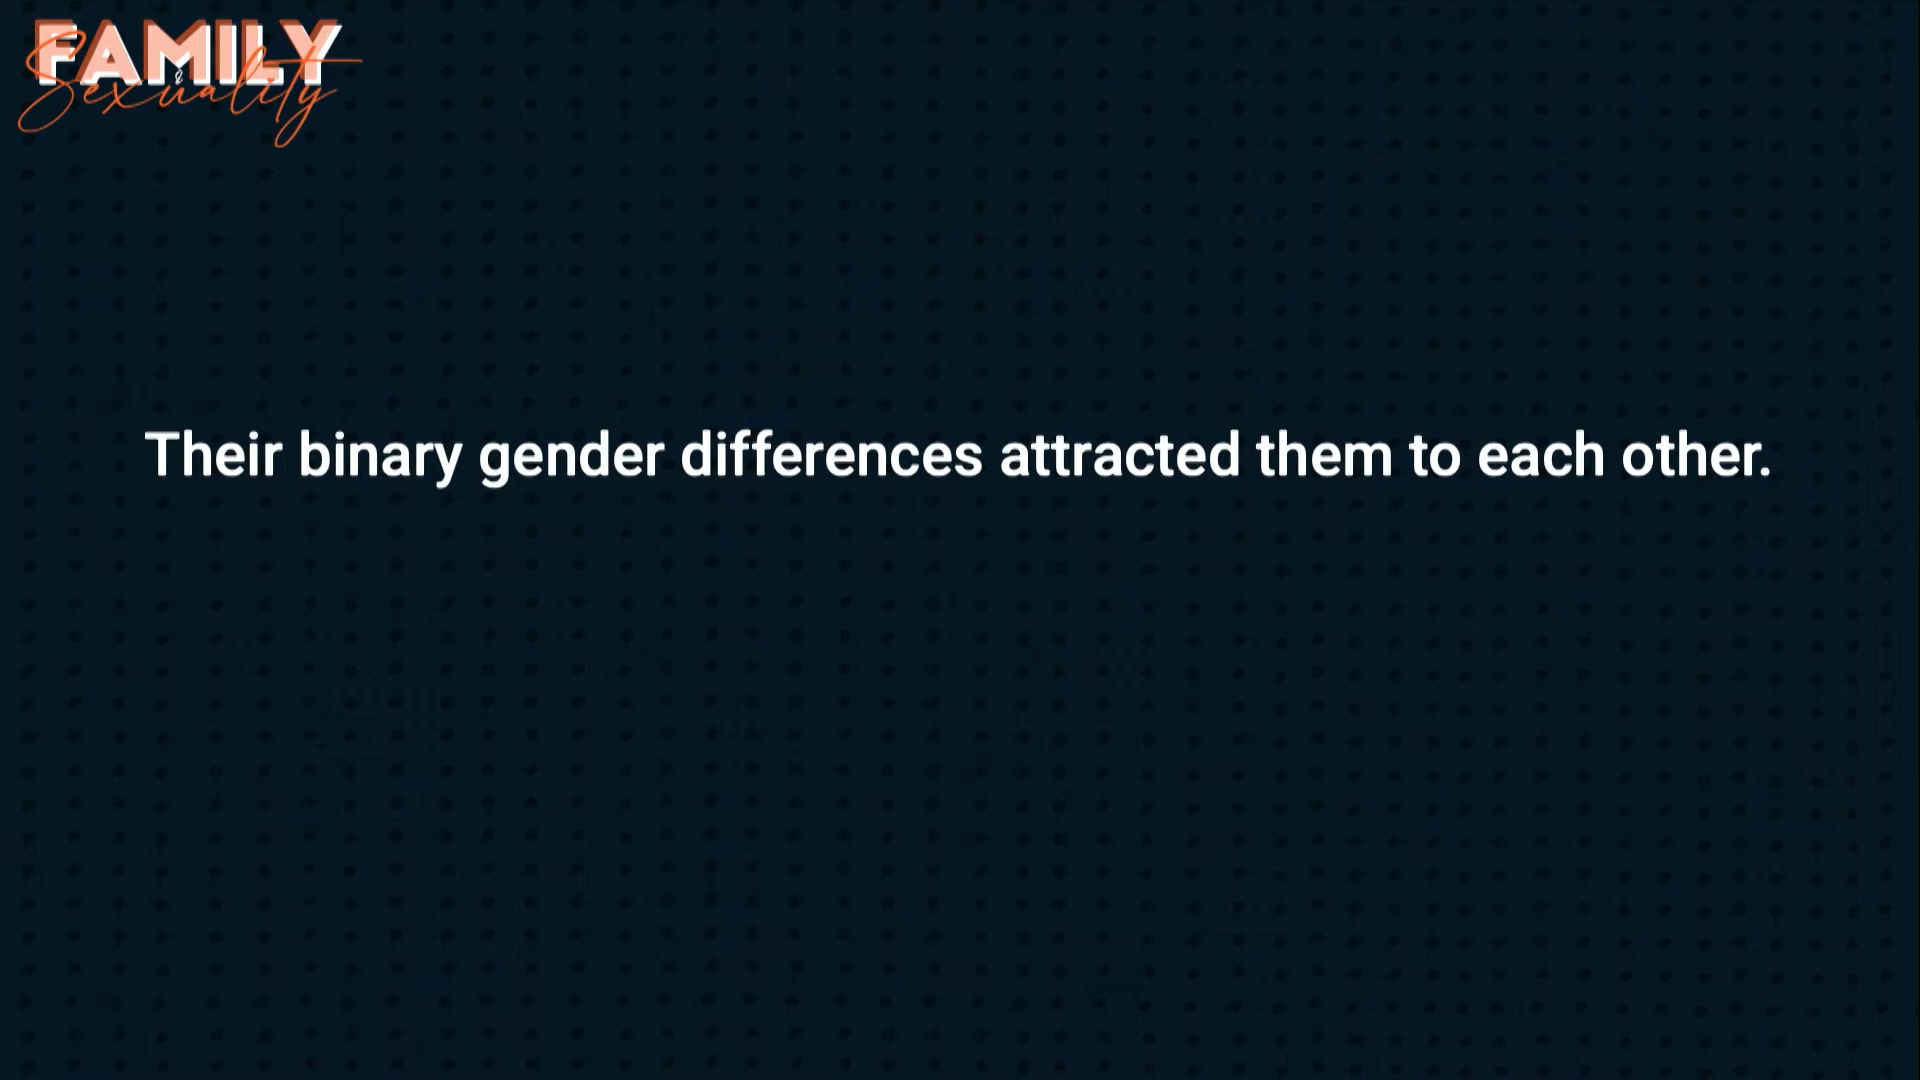 FAMILY
&
Sexuality
Their binary gender differences attracted them to each other.